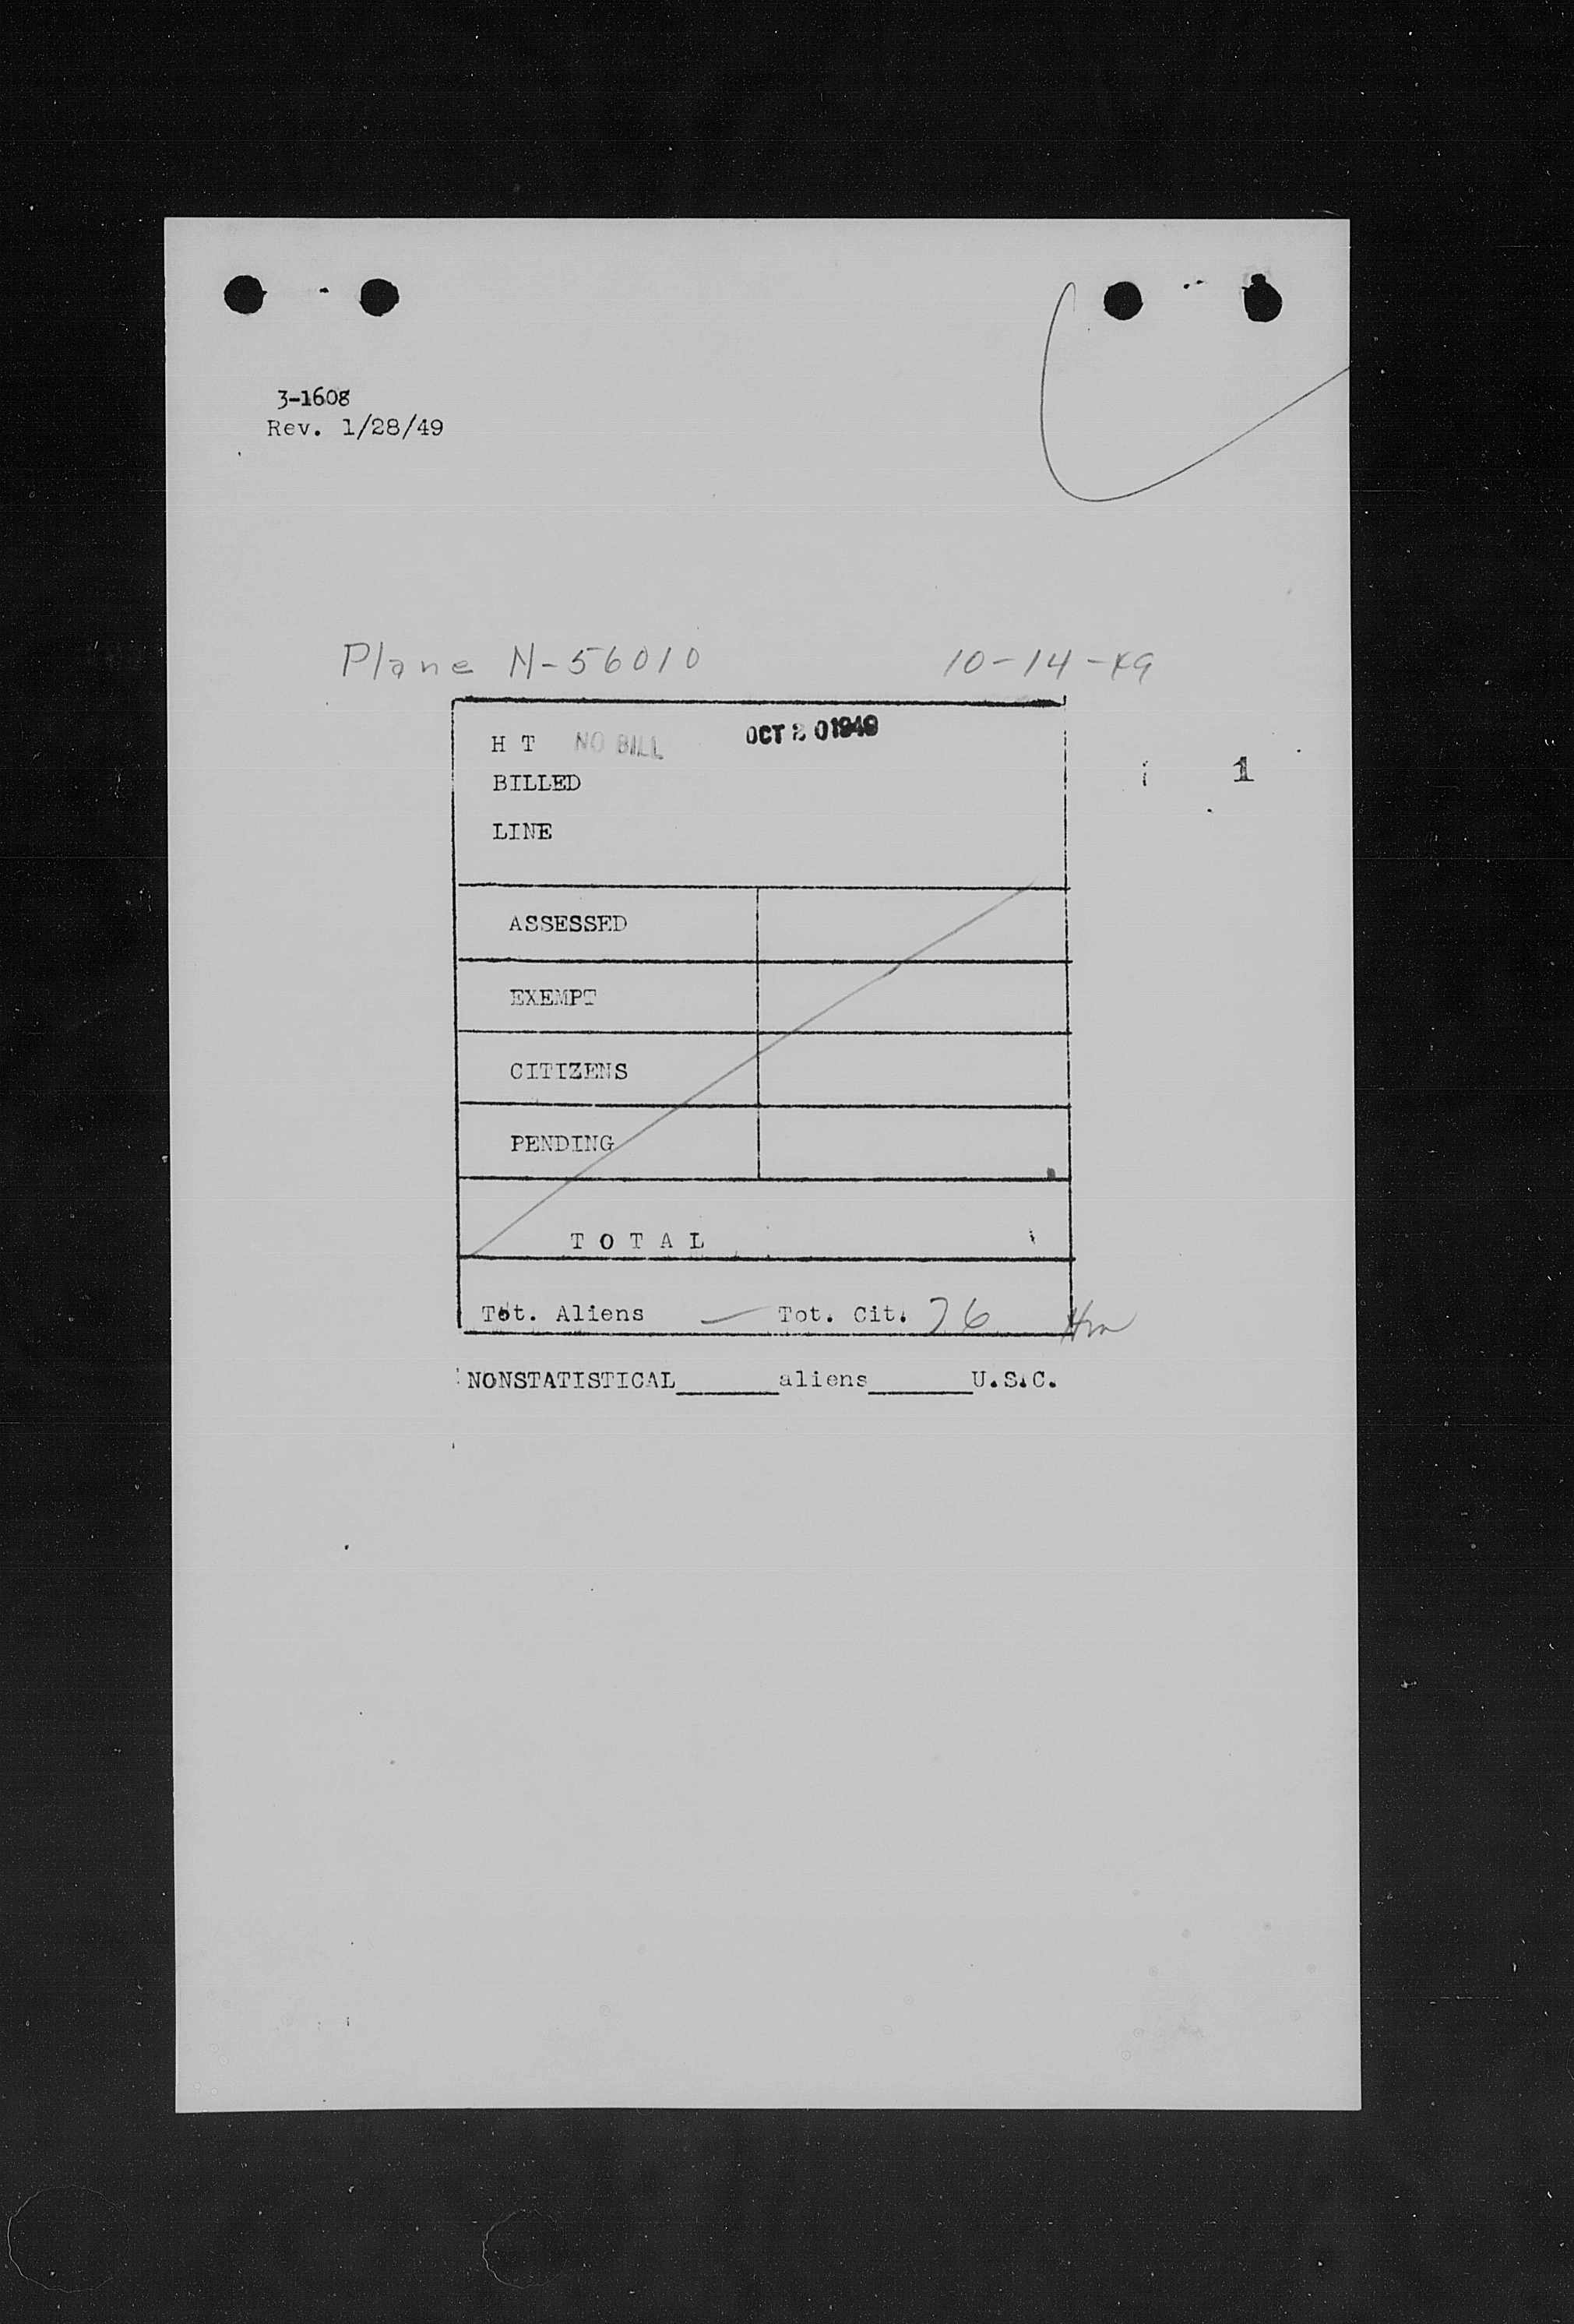 3-1608
Rev. 1/28/49
Plane N-56010 10-14-49
H T NO BILL OCT 20 1949
BILLED 1
LINE
ASSESSED
EXEMPT
CITIZENS
PENDING
T O T A L
Tot. Aliens — Tot. Cit. 76
NONSTATISTICAL______aliens______U.S.C.